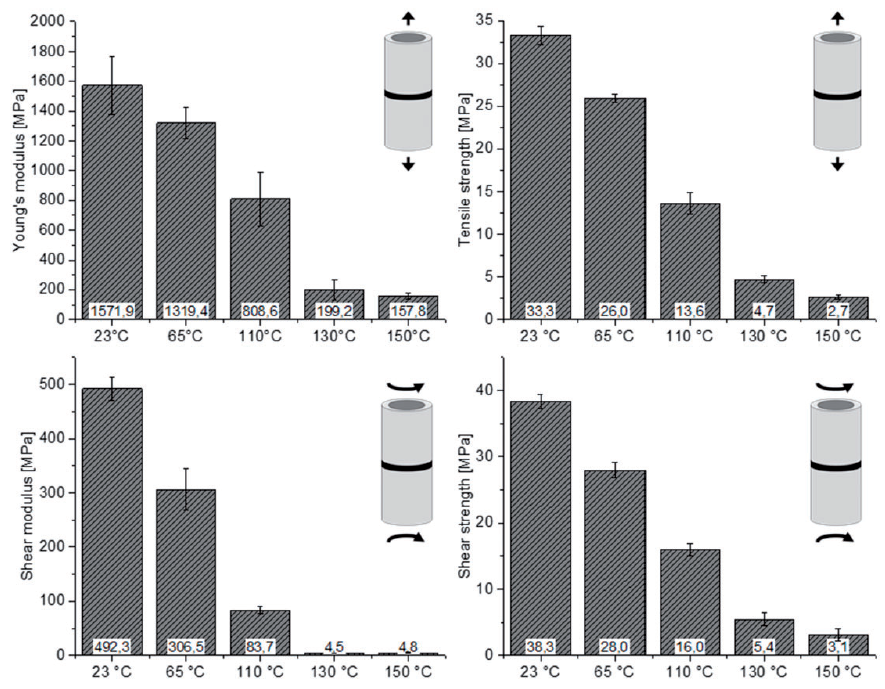 Young's modulus [MPa]
2000
1800
1600
1400
1200
1000
800
600
400
200
0
1571,9 1319,4 808,6 199,2 157,8
23°C 65°C 110°C 130°C 150°C
Tensile strength [MPa]
35
30
25
20
15
10
5
0
33,3 26,0 13,6 4,7 2,7
23 °C 65 °C 110 °C 130 °C 150 °C
Shear modulus [MPa]
500
400
300
200
100
0
492,3 306,5 83,7 4,5 4,8
23 °C 65 °C 110 °C 130 °C 150 °C
Shear strength [MPa]
40
30
20
10
0
38,3 28,0 16,0 5,4 3,1
23 °C 65 °C 110 °C 130 °C 150 °C